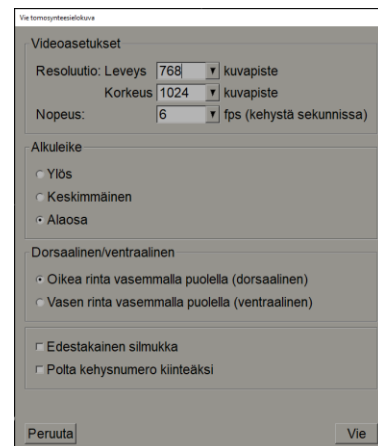 Vie tomosynteesielokuva
Videoasetukset
Resoluutio: Leveys 768 kuvapiste
Korkeus 1024 kuvapiste
Nopeus: 6 fps (kehystä sekunnissa)
Alkuleike
Ylös
Keskimmäinen
Alaosa
Dorsaalinen/ventraalinen
Oikea rinta vasemmalla puolella (dorsaalinen)
Vasen rinta vasemmalla puolella (ventraalinen)
Edestakainen silmukka
Polta kehysnumero kiinteäksi
Peruuta Vie